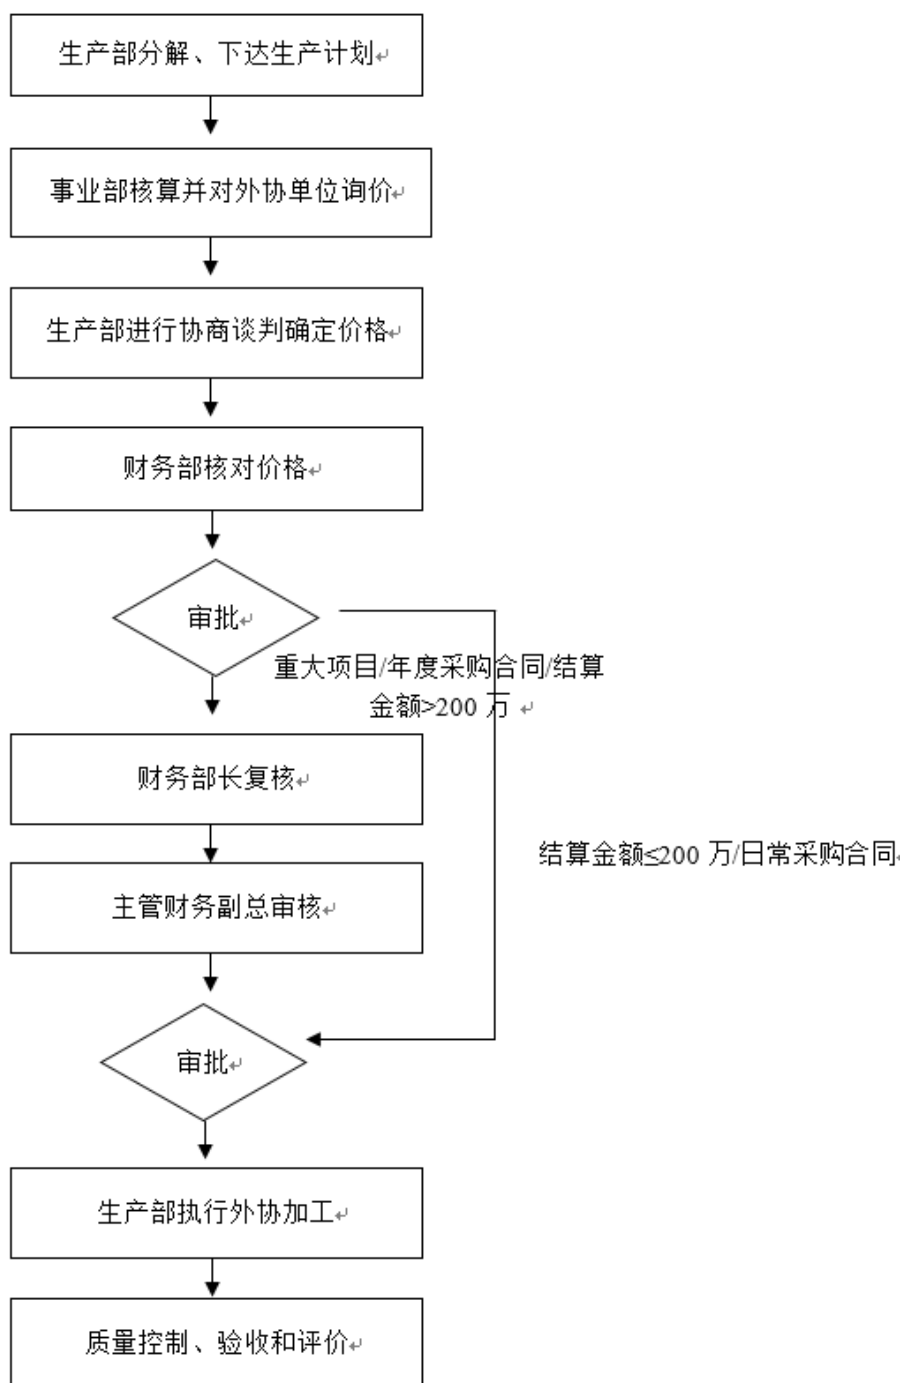 生产部分解、下达生产计划
事业部核算并对外协单位询价
生产部进行协商谈判确定价格
财务部核对价格
审批
重大项目/年度采购合同/结算
金额>200 万
财务部长复核
结算金额≤200 万/日常采购合同
主管财务副总审核
审批
生产部执行外协加工
质量控制、验收和评价